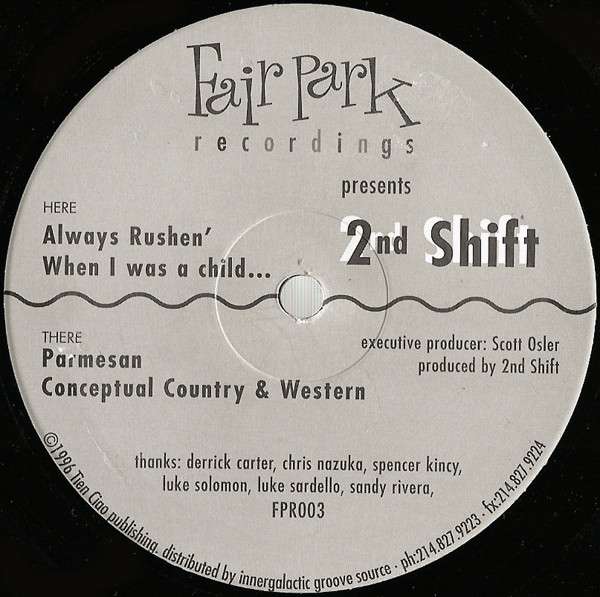 Fair Park
recordings
presents
2nd Shift
HERE
Always Rushen'
When I was a child...
THERE
Parmesan
Conceptual Country & Western
executive producer: Scott Osler
produced by 2nd Shift
thanks: derrick carter, chris nazuka, spencer kincy,
luke solomon, luke sardello, sandy rivera,
FPR003
©1996 Tien Ciao publishing. distributed by innergalactic groove source · ph:214.827.9223 · fx:214.827.9224